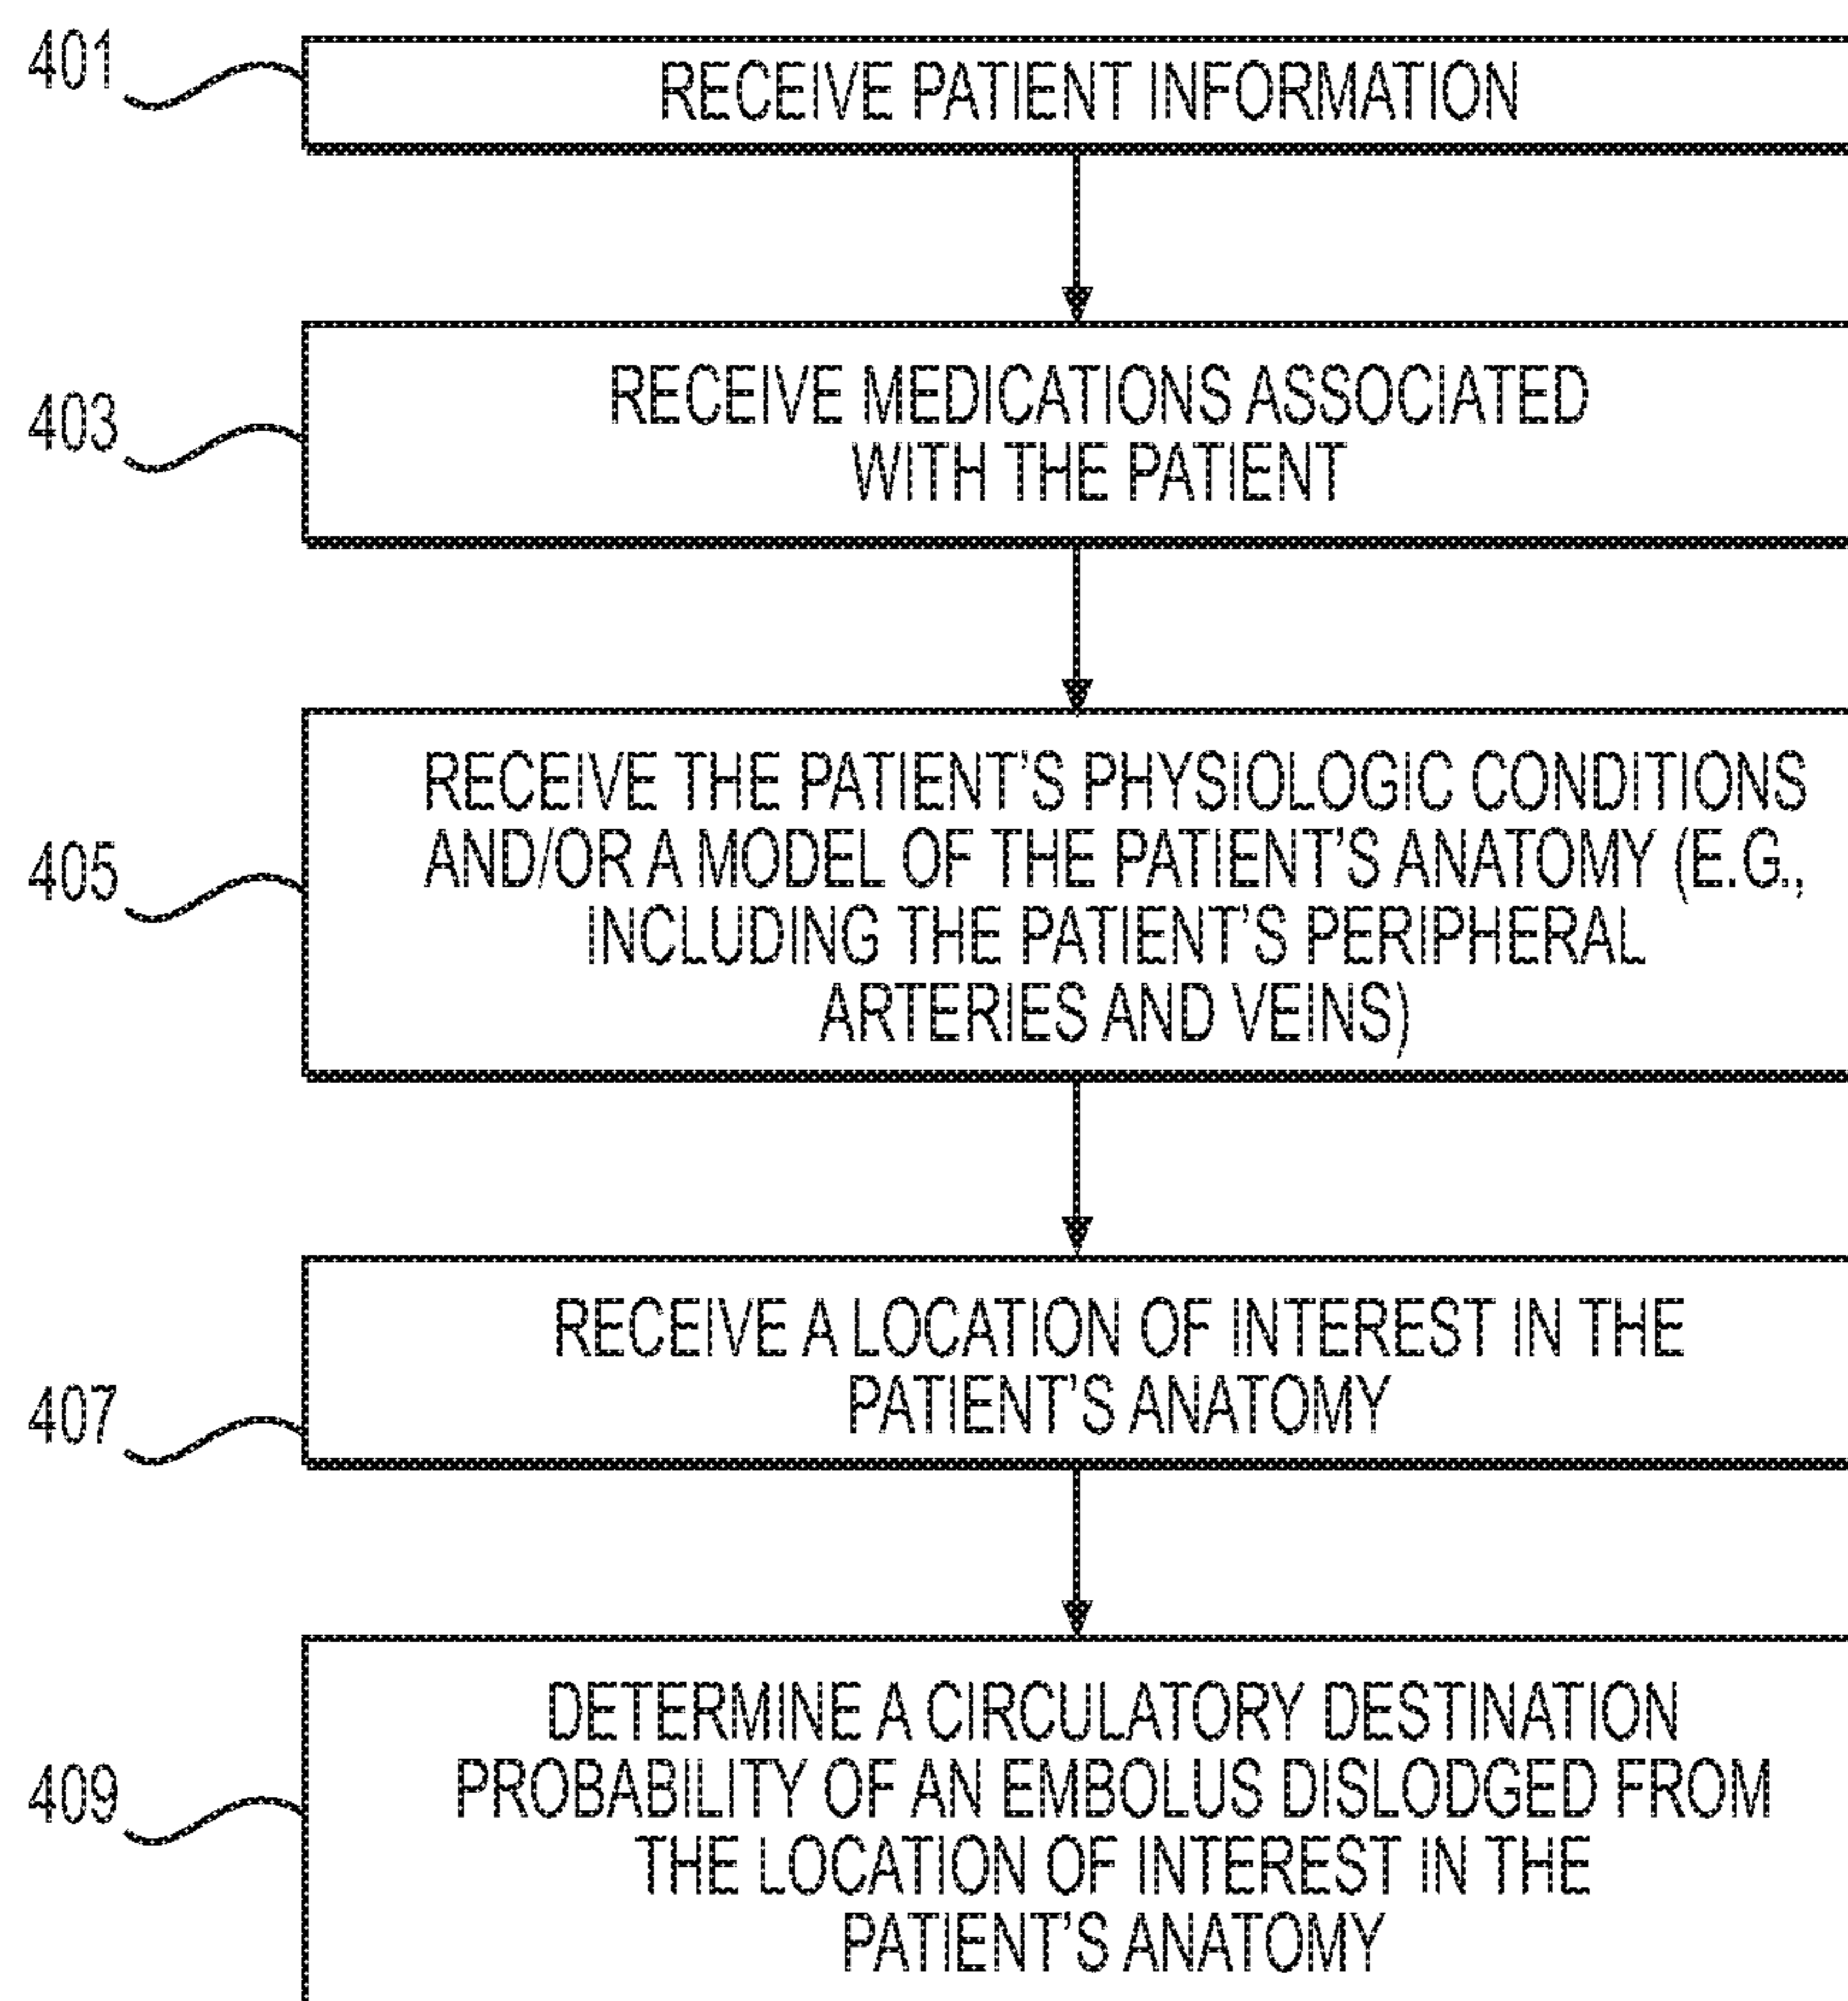 401
RECEIVE PATIENT INFORMATION
403
RECEIVE MEDICATIONS ASSOCIATED
WITH THE PATIENT
405
RECEIVE THE PATIENT'S PHYSIOLOGIC CONDITIONS
AND/OR A MODEL OF THE PATIENT'S ANATOMY (E.G.,
INCLUDING THE PATIENT'S PERIPHERAL
ARTERIES AND VEINS)
407
RECEIVE A LOCATION OF INTEREST IN THE
PATIENT'S ANATOMY
409
DETERMINE A CIRCULATORY DESTINATION
PROBABILITY OF AN EMBOLUS DISLODGED FROM
THE LOCATION OF INTEREST IN THE
PATIENT'S ANATOMY